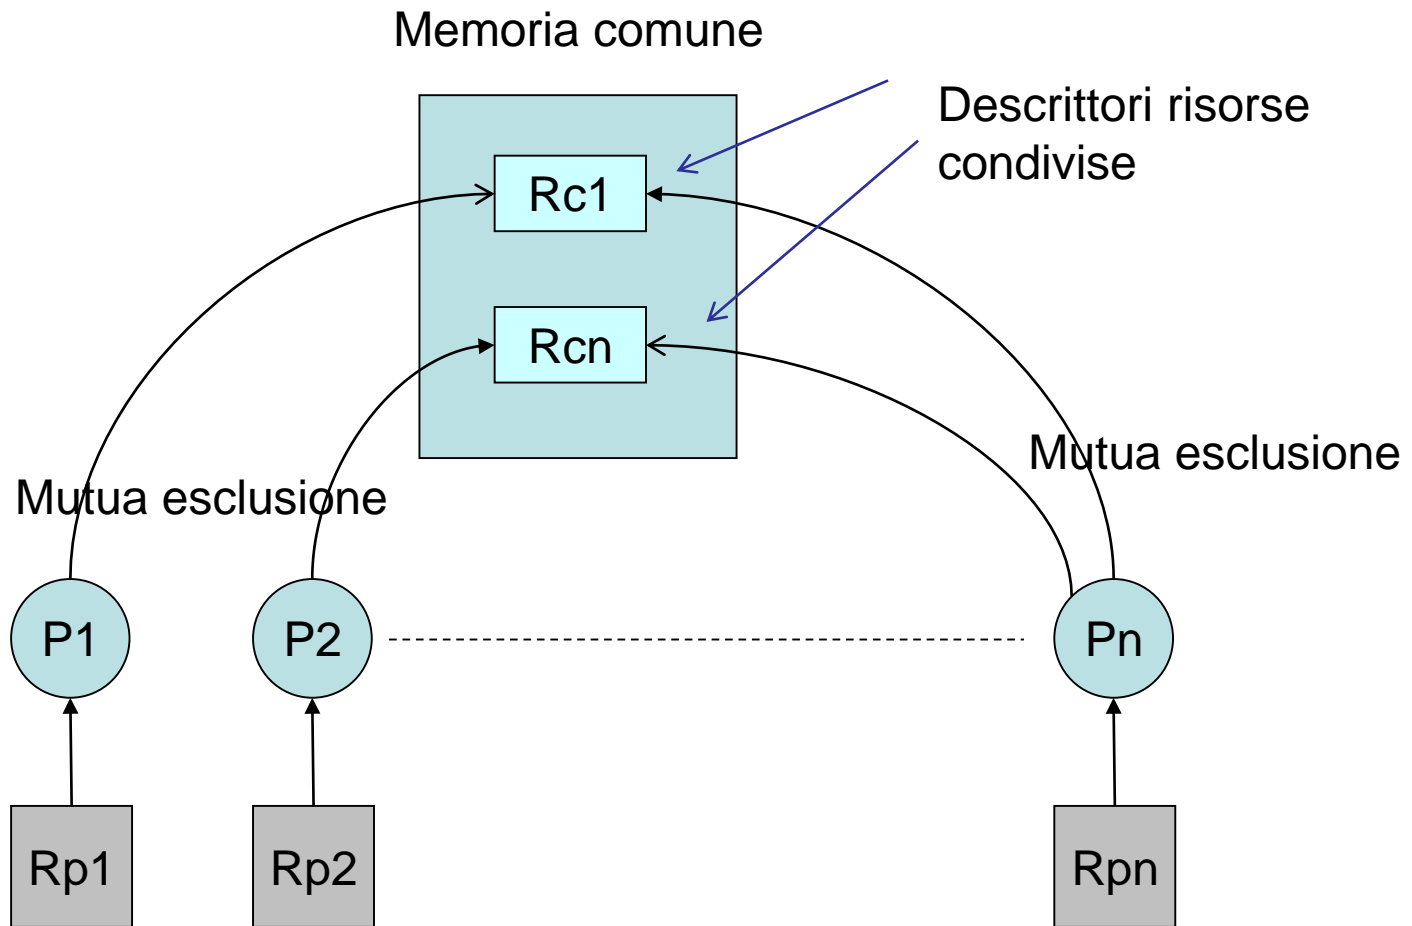 Memoria comune
Descrittori risorse
condivise
Rc1
Rcn
Mutua esclusione
Mutua esclusione
P1
P2
Pn
Rp1
Rp2
Rpn